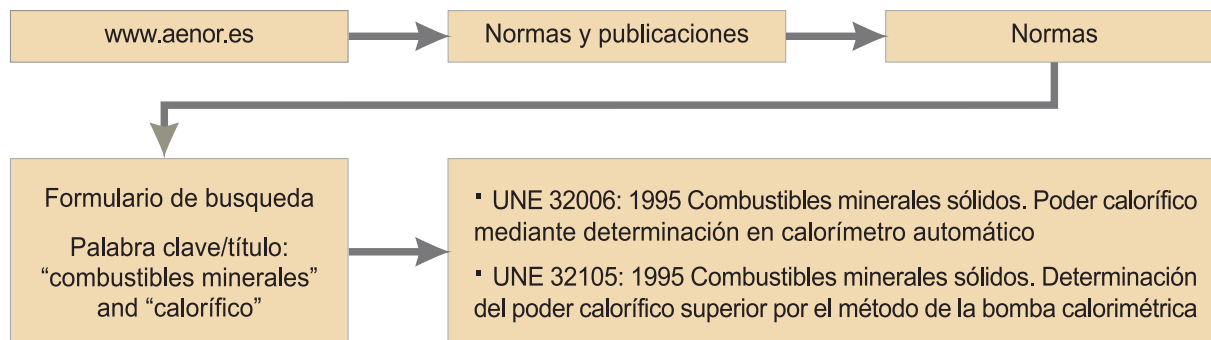 www.aenor.es
Normas y publicaciones
Normas
Formulario de busqueda
Palabra clave/título:
“combustibles minerales”
and “calorífico”
· UNE 32006: 1995 Combustibles minerales sólidos. Poder calorífico
mediante determinación en calorímetro automático
· UNE 32105: 1995 Combustibles minerales sólidos. Determinación
del poder calorífico superior por el método de la bomba calorimétrica